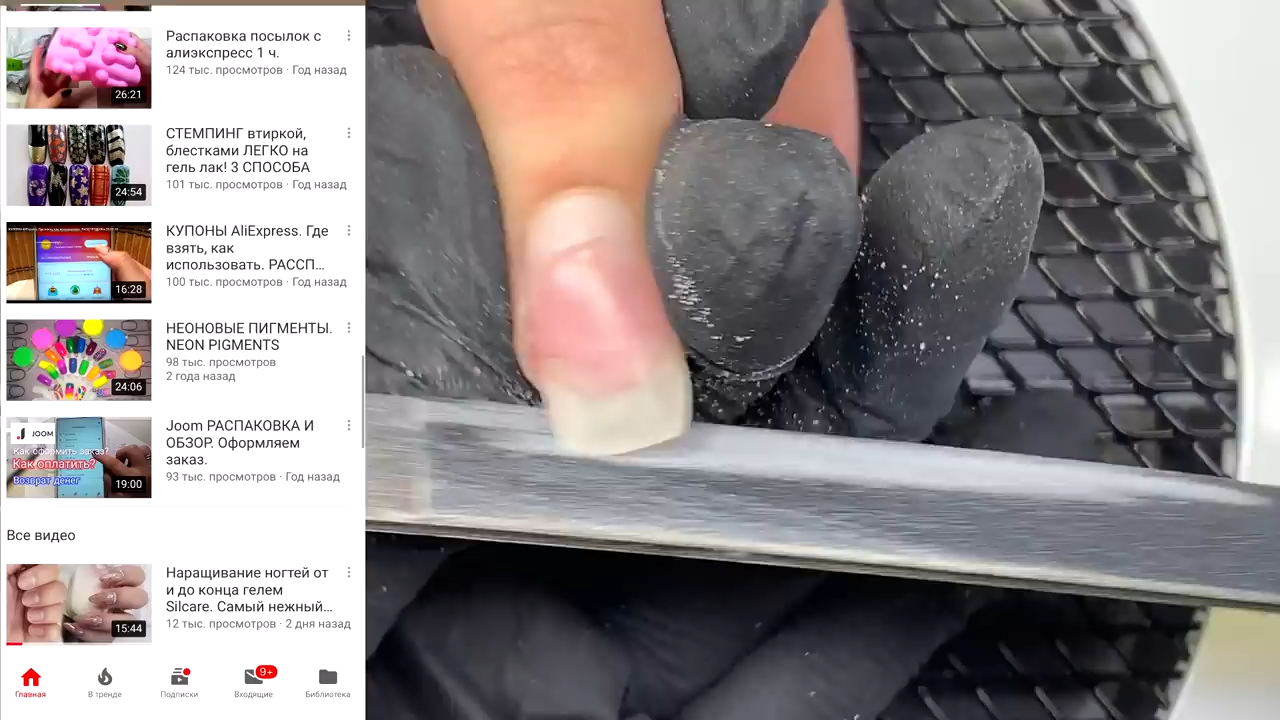 Распаковка посылок с
алиэкспресс 1 ч.
124 тыс. просмотров · Год назад
26:21
СТЕМПИНГ втиркой,
блестками ЛЕГКО на
гель лак! 3 СПОСОБА
101 тыс. просмотров · Год назад
24:54
КУПОНЫ AliExpress. Где
взять, как
использовать. РАССП...
100 тыс. просмотров · Год назад
16:28
НЕОНОВЫЕ ПИГМЕНТЫ.
NEON PIGMENTS
98 тыс. просмотров
2 года назад
24:06
Joom РАСПАКОВКА И
ОБЗОР. Оформляем
заказ.
93 тыс. просмотров · Год назад
JOOM
Как оформить заказ?
Как оплатить?
Возврат денег
19:00
Все видео
Наращивание ногтей от
и до конца гелем
Silcare. Самый нежный...
12 тыс. просмотров · 2 дня назад
15:44
9+
Главная
В тренде
Подписки
Входящие
Библиотека